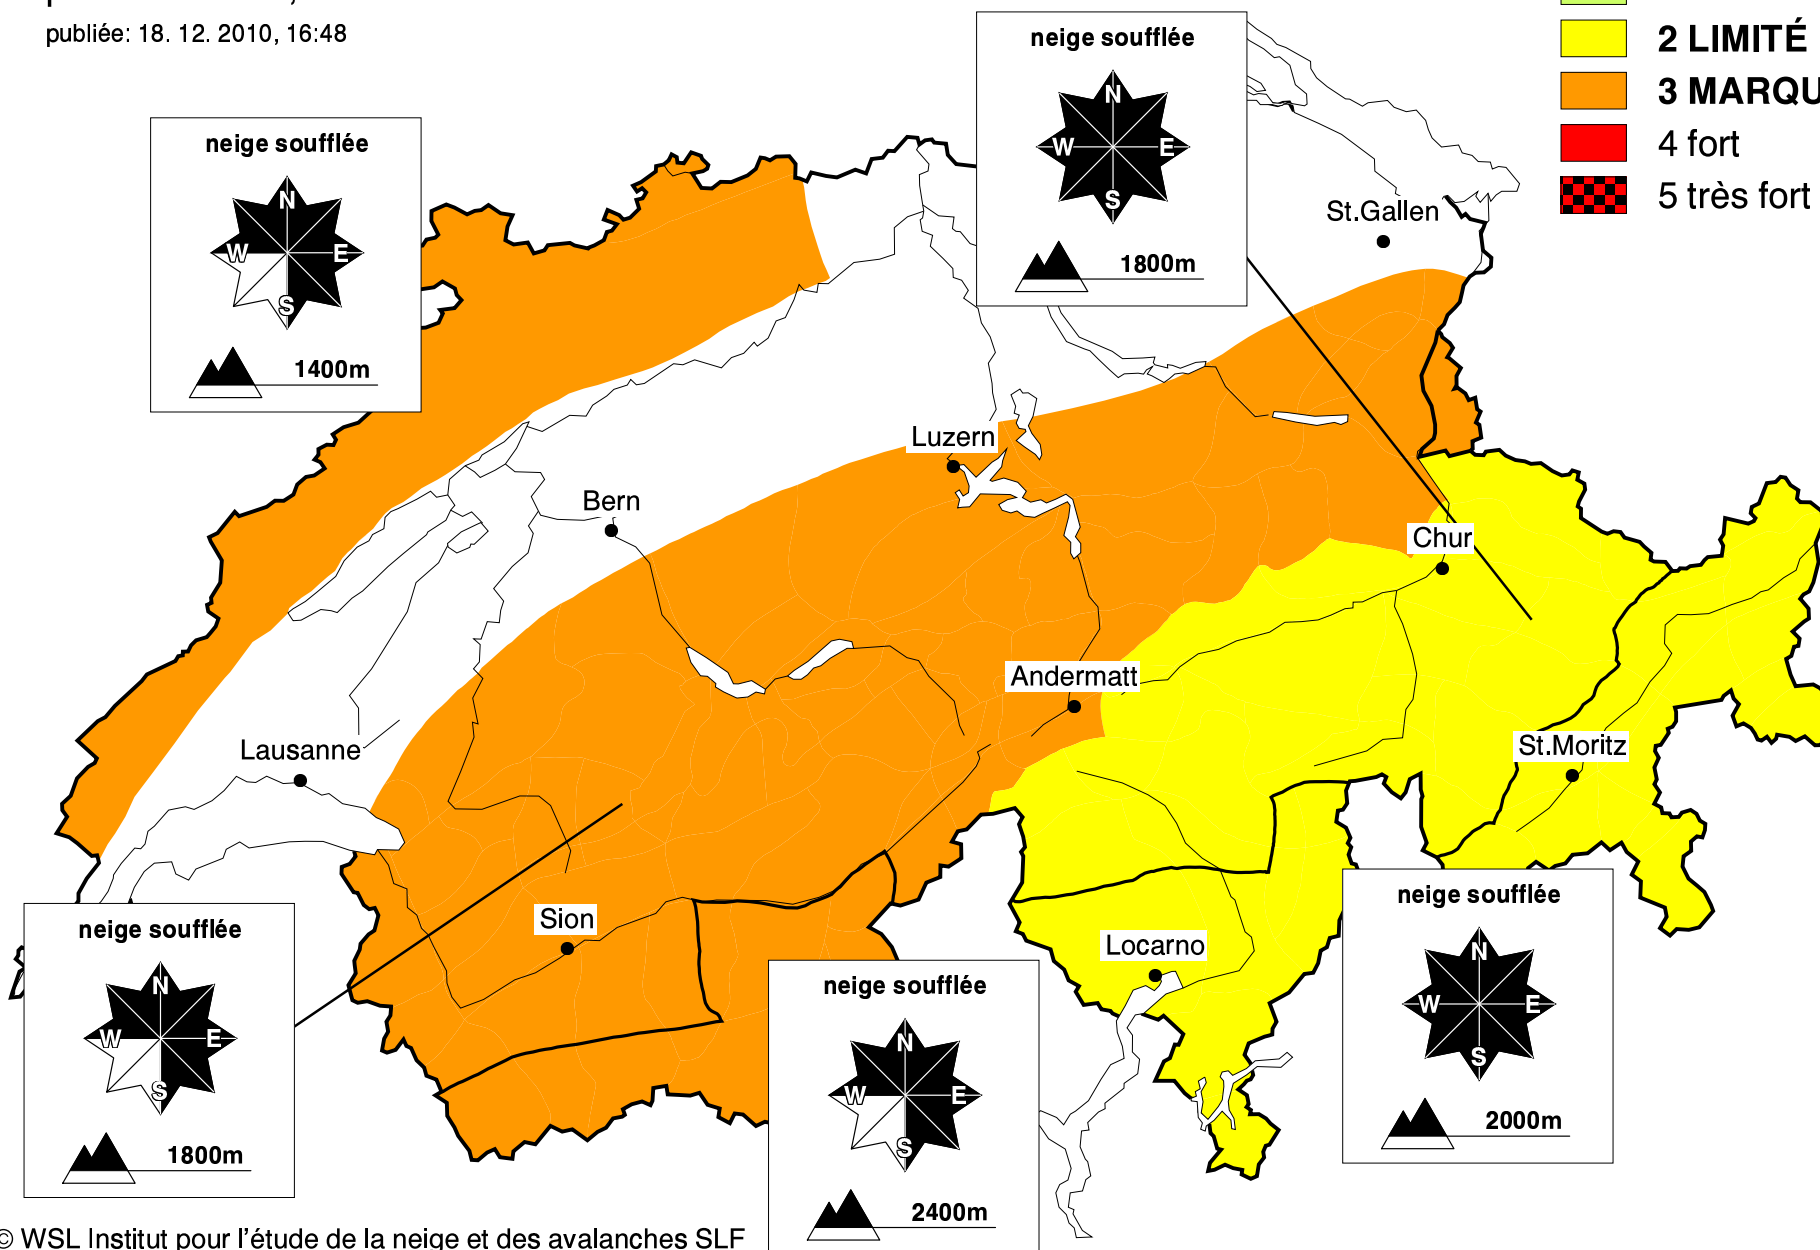 publiée: 18. 12. 2010, 16:48
2 LIMITÉ
3 MARQU
4 fort
5 très fort
neige soufflée
N
W E
S
1800m
neige soufflée
N
W E
S
1400m
St.Gallen
Luzern
Bern
Chur
Andermatt
Lausanne
St.Moritz
Sion
Locarno
neige soufflée
N
W E
S
1800m
neige soufflée
N
W E
S
2400m
neige soufflée
N
W E
S
2000m
© WSL Institut pour l'étude de la neige et des avalanches SLF